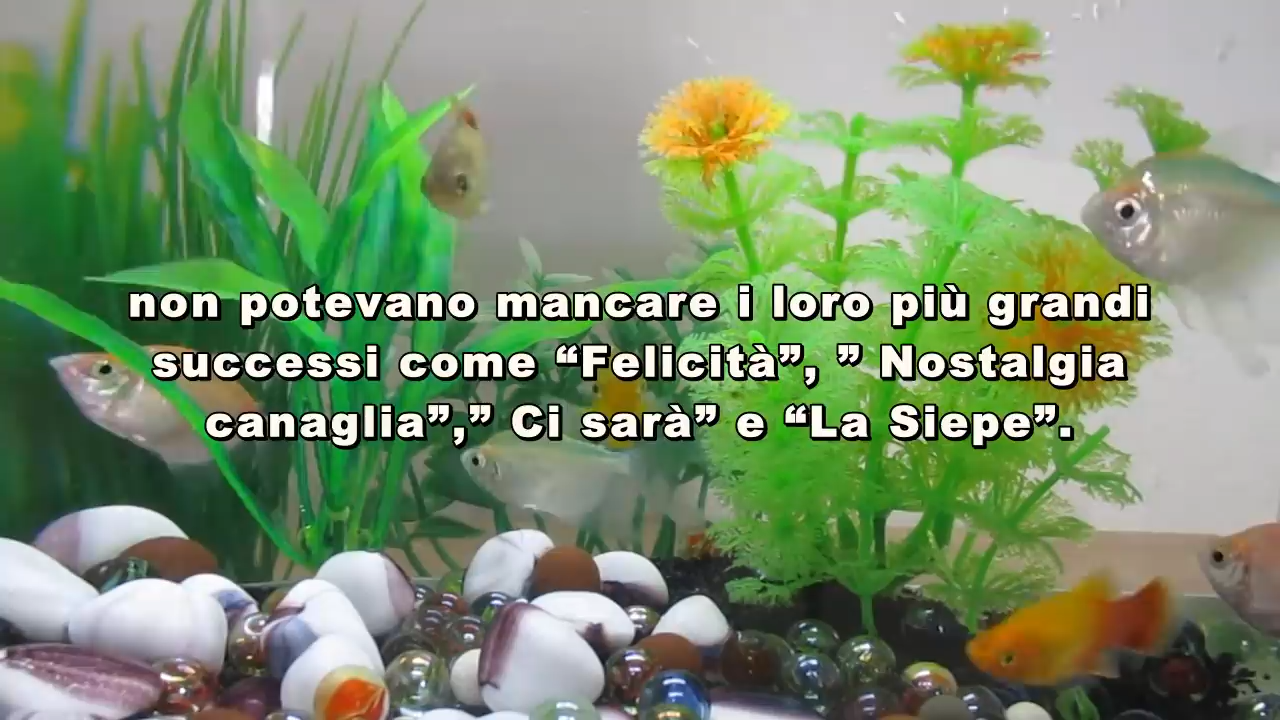 non potevano mancare i loro più grandi
successi come “Felicità”, ” Nostalgia
canaglia”,” Ci sarà” e “La Siepe”.